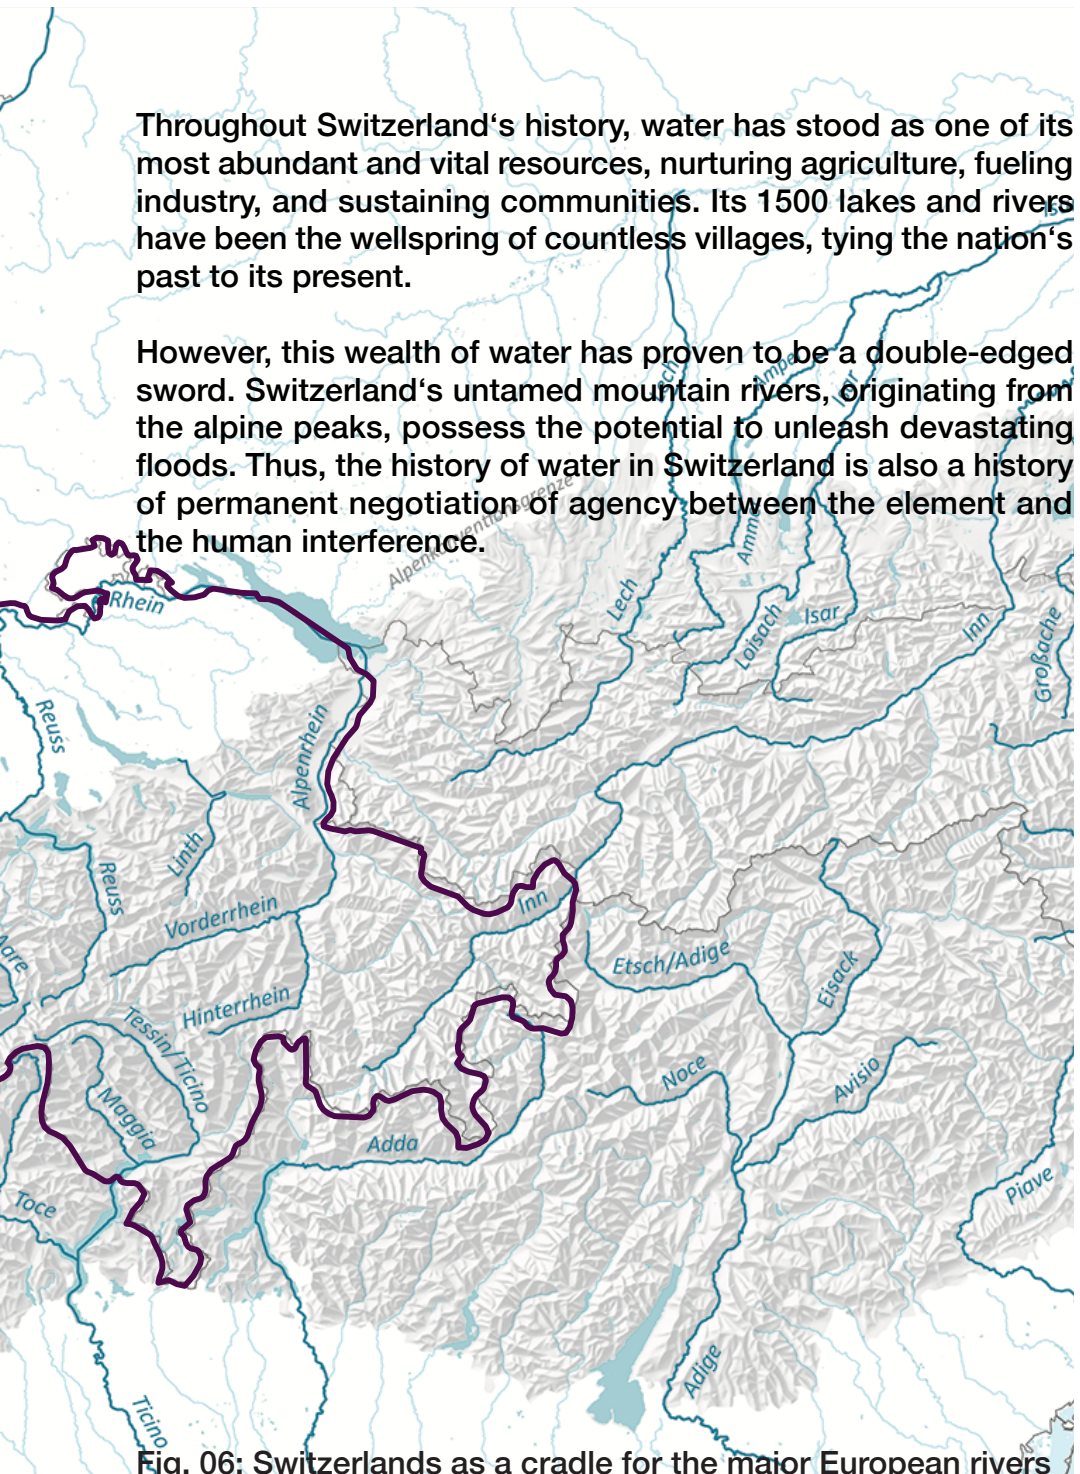 Throughout Switzerland‘s history, water has stood as one of its
most abundant and vital resources, nurturing agriculture, fueling
industry, and sustaining communities. Its 1500 lakes and rivers
have been the wellspring of countless villages, tying the nation‘s
past to its present.
However, this wealth of water has proven to be a double-edged
sword. Switzerland‘s untamed mountain rivers, originating from
the alpine peaks, possess the potential to unleash devastating
floods. Thus, the history of water in Switzerland is also a history
of permanent negotiation of agency between the element and
the human interference.
Alpenkonventionsgrenze
Rhein
Lech
Loisach
Isar
Isar
Inn
Großache
Reuss
Alpenrhein
Linth
Reuss
Vorderrhein
Inn
Aare
Etsch/Adige
Eisack
Hinterrhein
Tessin/Ticino
Maggia
Noce
Avisio
Adda
Toce
Piave
Adige
Ticino
Fig. 06: Switzerlands as a cradle for the major European rivers